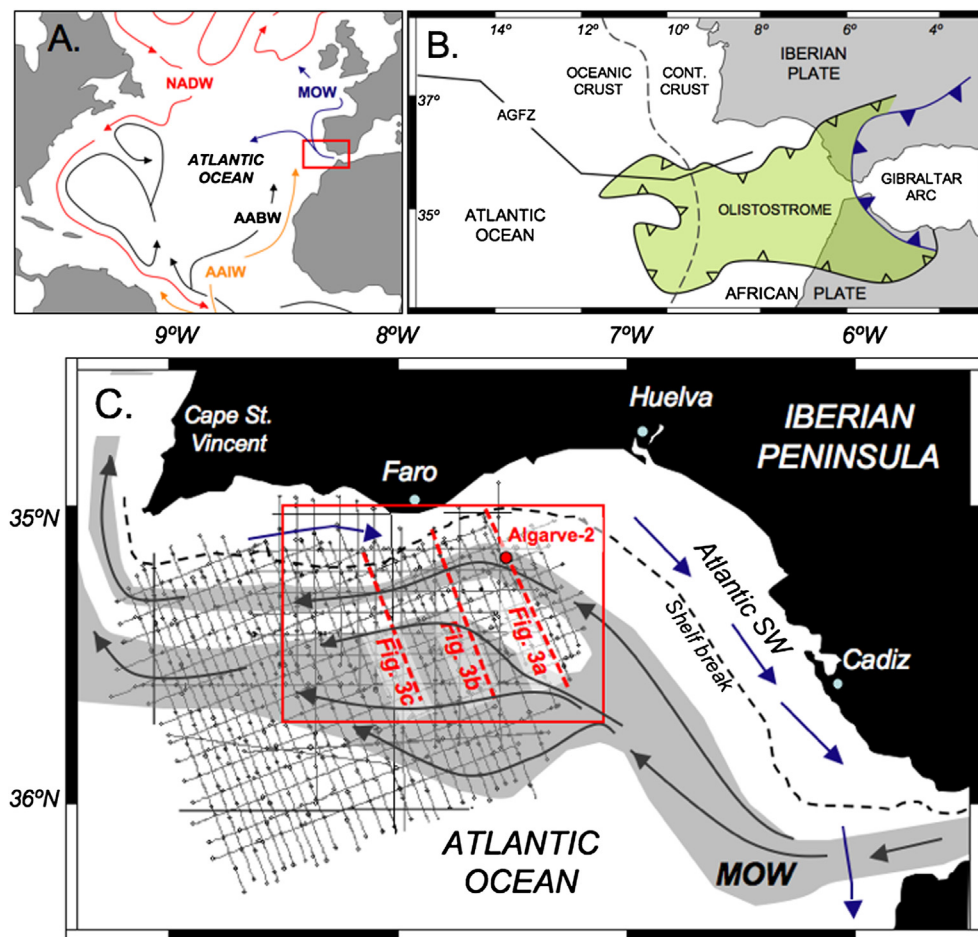 A.
NADW
MOW
ATLANTIC
OCEAN
AABW
AAIW
B.
14° 12° 10° 8° 6° 4°
OCEANIC
CRUST
CONT.
CRUST
IBERIAN
PLATE
37°
AGFZ
GIBRALTAR
ARC
35°
OLISTOSTROME
ATLANTIC
OCEAN
AFRICAN PLATE
9°W 8°W 7°W 6°W
C.
Cape St.
Vincent
Huelva
IBERIAN
PENINSULA
Faro
35°N
Algarve-2
Atlantic SW
Shelf break
Fig. 3a
Fig. 3b
Fig. 3c
Cadiz
36°N
ATLANTIC
OCEAN
MOW